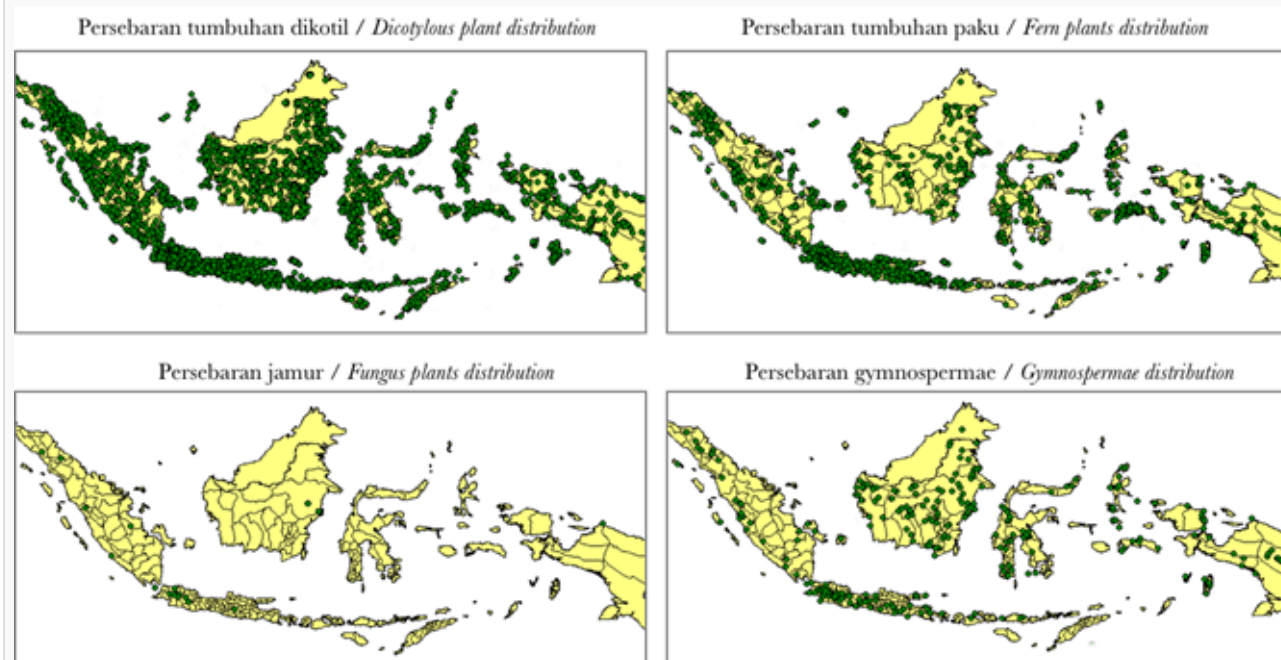 Persebaran tumbuhan dikotil / Dicotylous plant distribution
Persebaran tumbuhan paku / Fern plants distribution
Persebaran jamur / Fungus plants distribution
Persebaran gymnospermae / Gymnospermae distribution